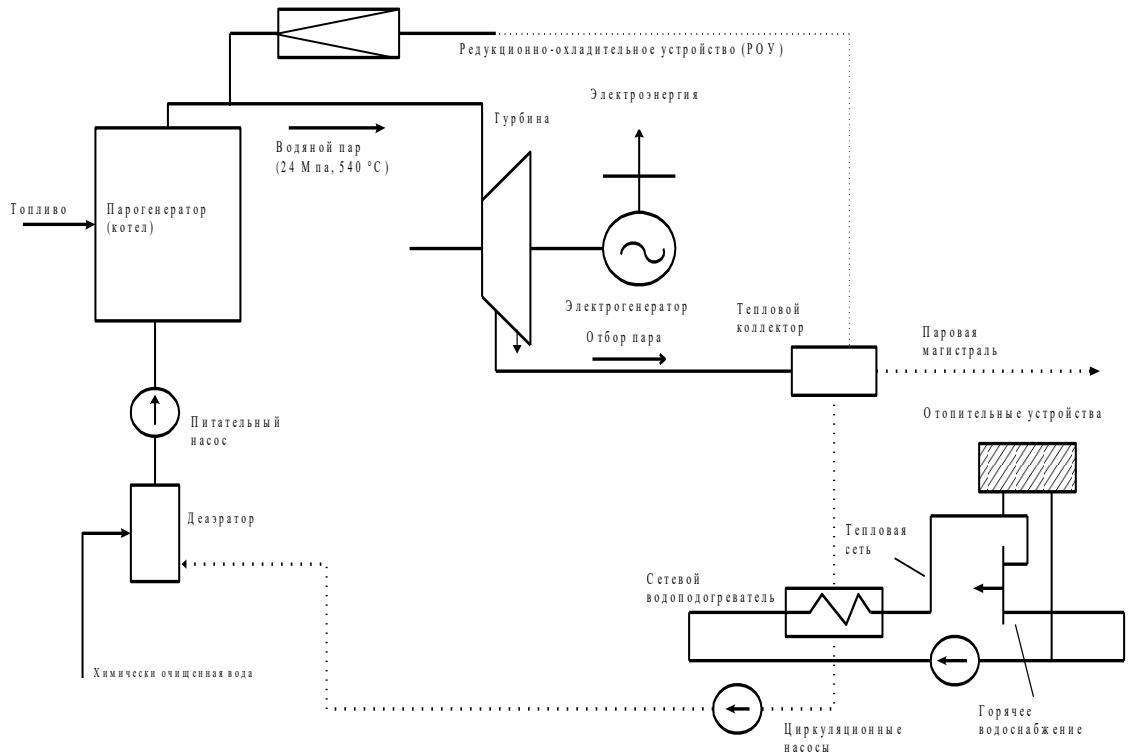 Редукционно-охладительное устройство (РОУ)
Электроэнергия
Гурбина
Водяной пар
(24 Мпа, 540 °С)
Топливо
Парогенератор
(котел)
Электрогенератор
Тепловой
коллектор
Отбор пара
Паровая
магистраль
Отопительные устройства
Питательный
насос
Деаэратор
Тепловая
сеть
Сетевой
водоподогреватель
Химически очищенная вода
Горячее
водоснабжение
Циркуляционные
насосы